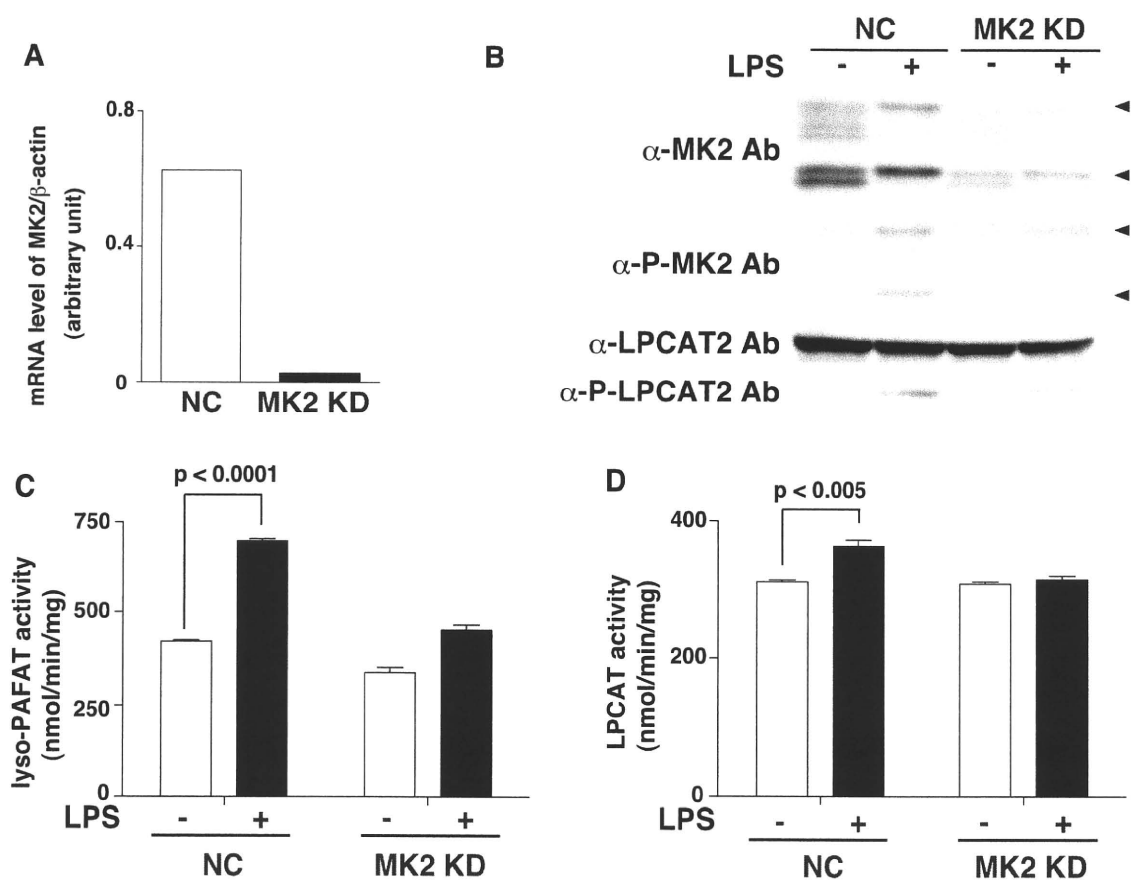 A
mRNA level of MK2/β-actin
(arbitrary unit)
0.8
0.4
0
NC
MK2 KD
B
NC
MK2 KD
LPS
-
+
-
+
α-MK2 Ab
α-P-MK2 Ab
α-LPCAT2 Ab
α-P-LPCAT2 Ab
C
p < 0.0001
lyso-PAFAT activity
(nmol/min/mg)
750
500
250
0
LPS
-
+
-
+
NC
MK2 KD
D
p < 0.005
LPCAT activity
(nmol/min/mg)
400
200
0
LPS
-
+
-
+
NC
MK2 KD